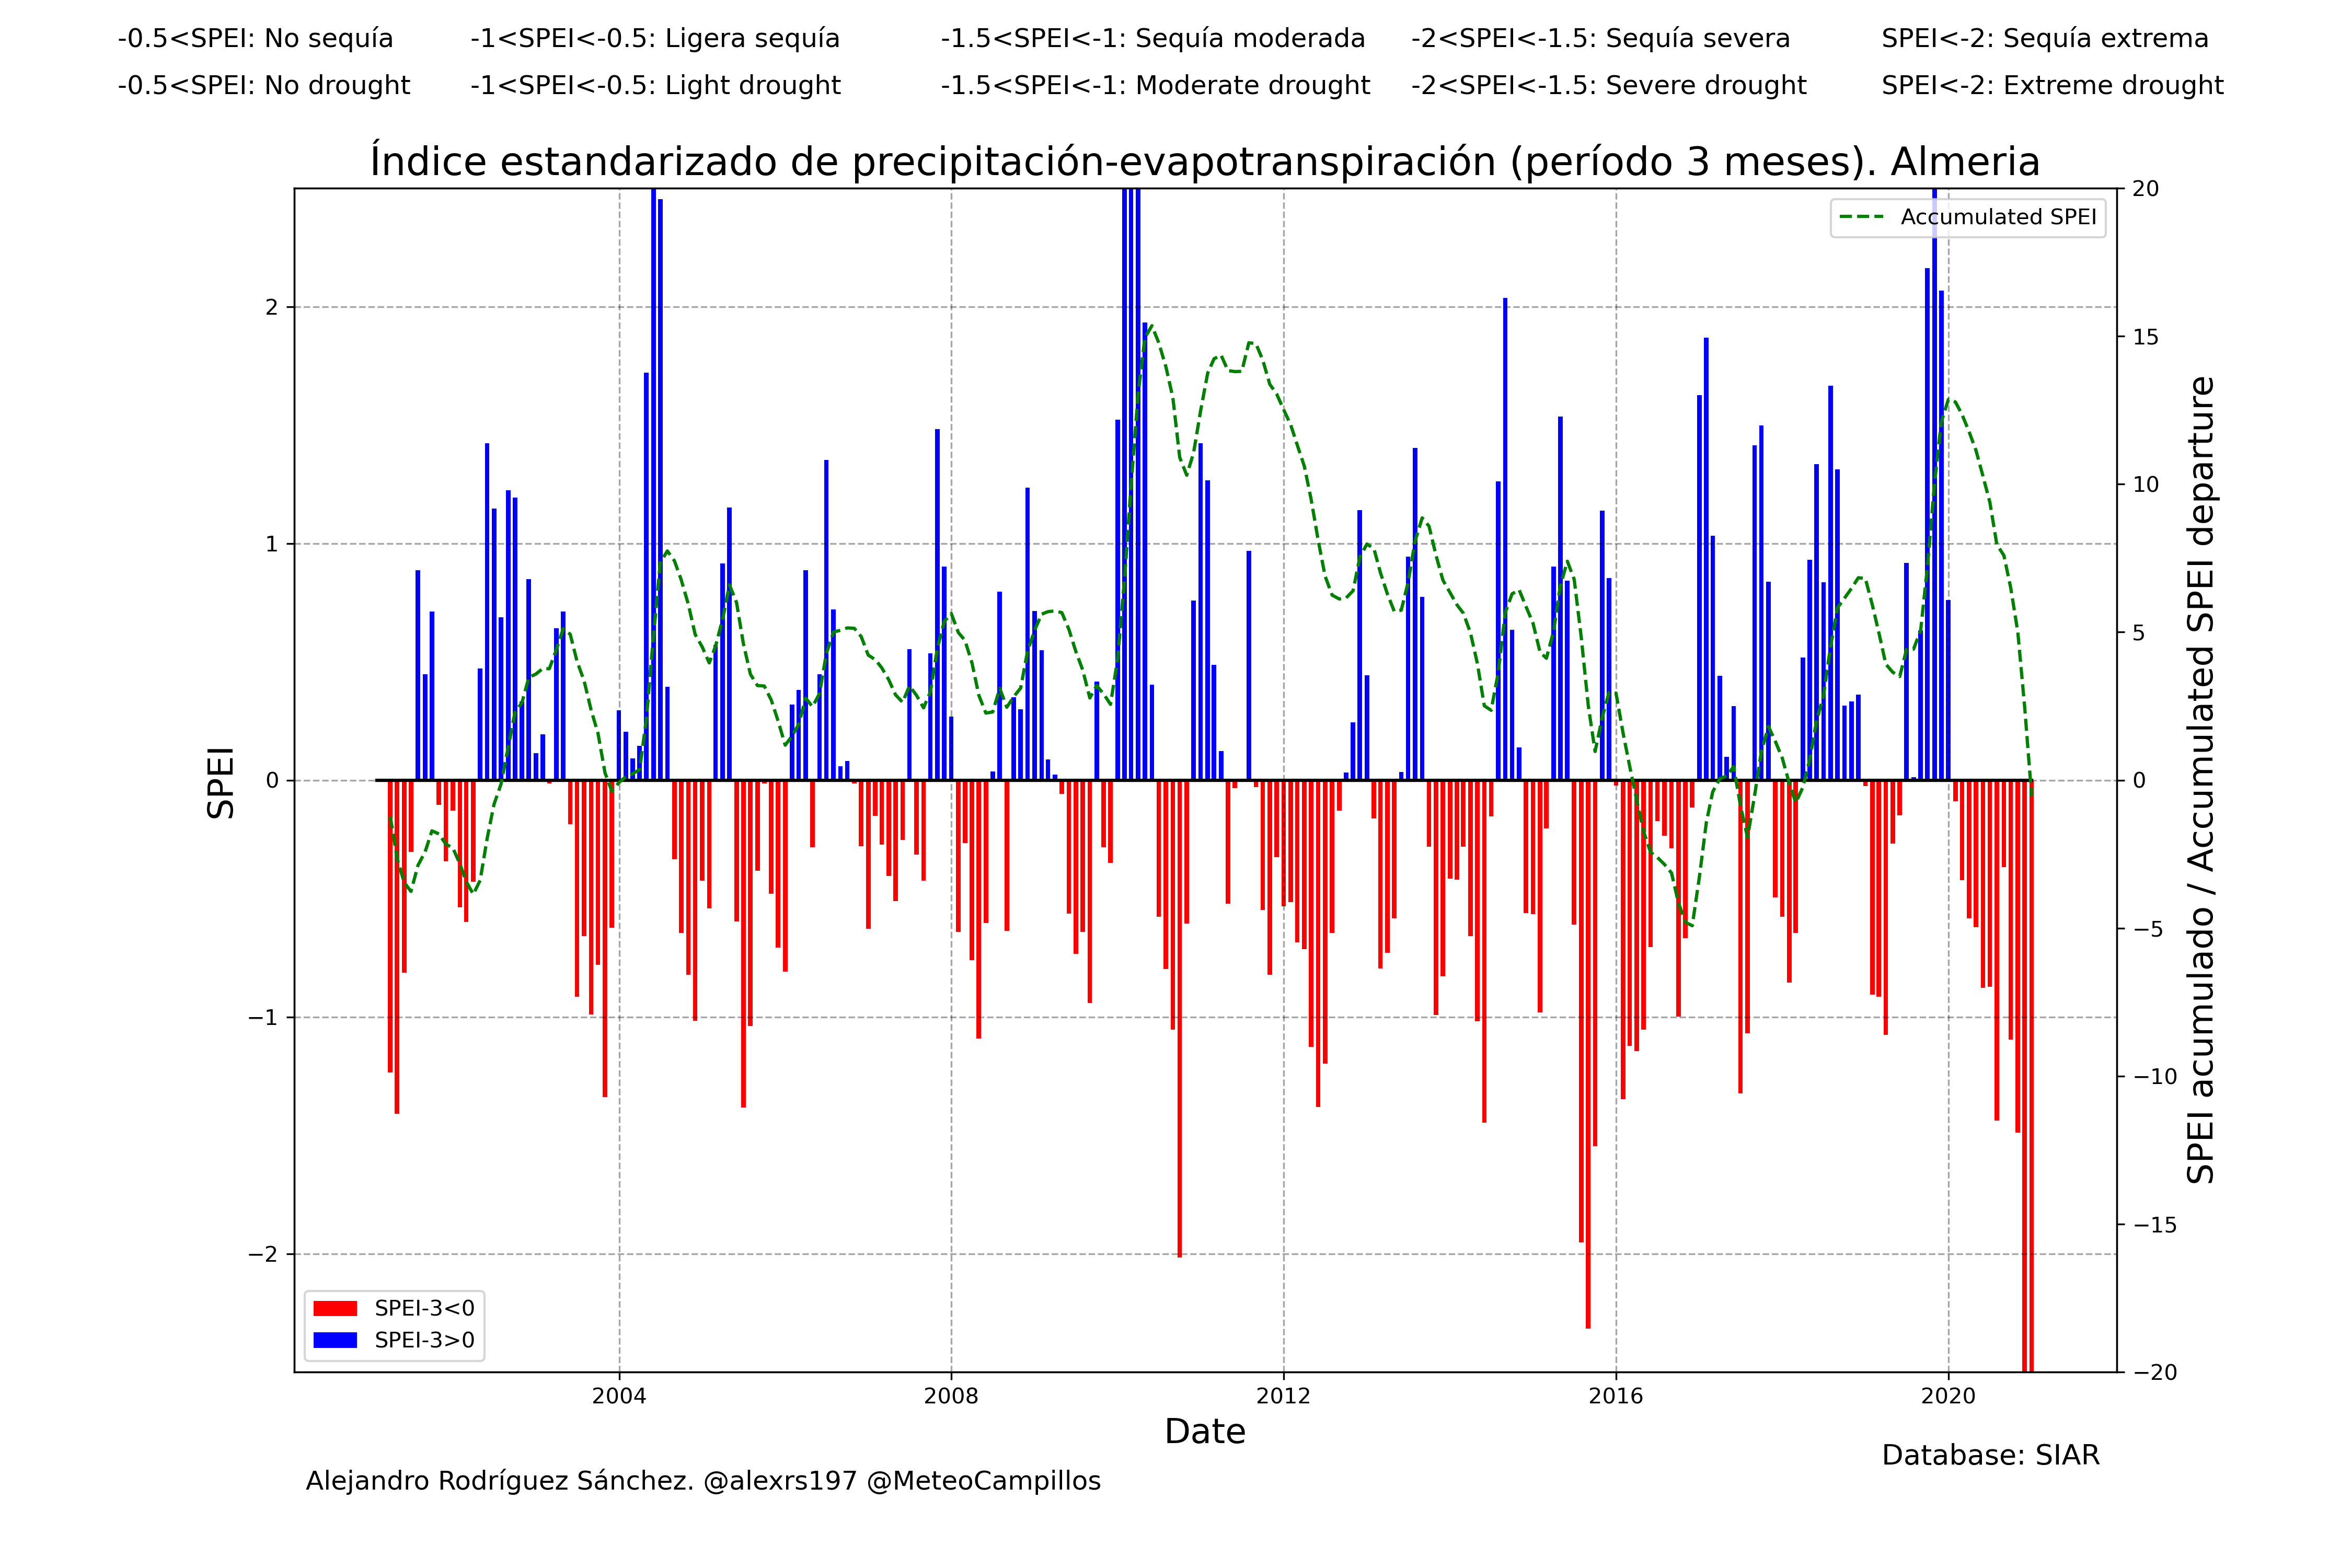 -0.5<SPEI: No sequía -1<SPEI<-0.5: Ligera sequía -1.5<SPEI<-1: Sequía moderada -2<SPEI<-1.5: Sequía severa SPEI<-2: Sequía extrema
-0.5<SPEI: No drought -1<SPEI<-0.5: Light drought -1.5<SPEI<-1: Moderate drought -2<SPEI<-1.5: Severe drought SPEI<-2: Extreme drought
Índice estandarizado de precipitación-evapotranspiración (período 3 meses). Almeria
Accumulated SPEI
SPEI
2
1
0
−1
−2
20
15
10
5
0
−5
−10
−15
−20
SPEI acumulado / Accumulated SPEI departure
SPEI-3<0
SPEI-3>0
2004 2008 2012 2016 2020
Date
Database: SIAR
Alejandro Rodríguez Sánchez. @alexrs197 @MeteoCampillos